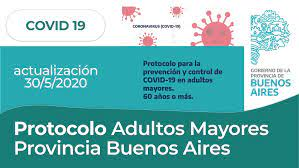 COVID 19
CORONAVIRUS (COVID-19)
actualización
30/5/2020
Protocolo para la
prevención y control de
COVID-19 en adultos
mayores.
60 años o más.
GOBIERNO DE LA
PROVINCIA DE
BUENOS
AIRES
Protocolo Adultos Mayores
Provincia Buenos Aires